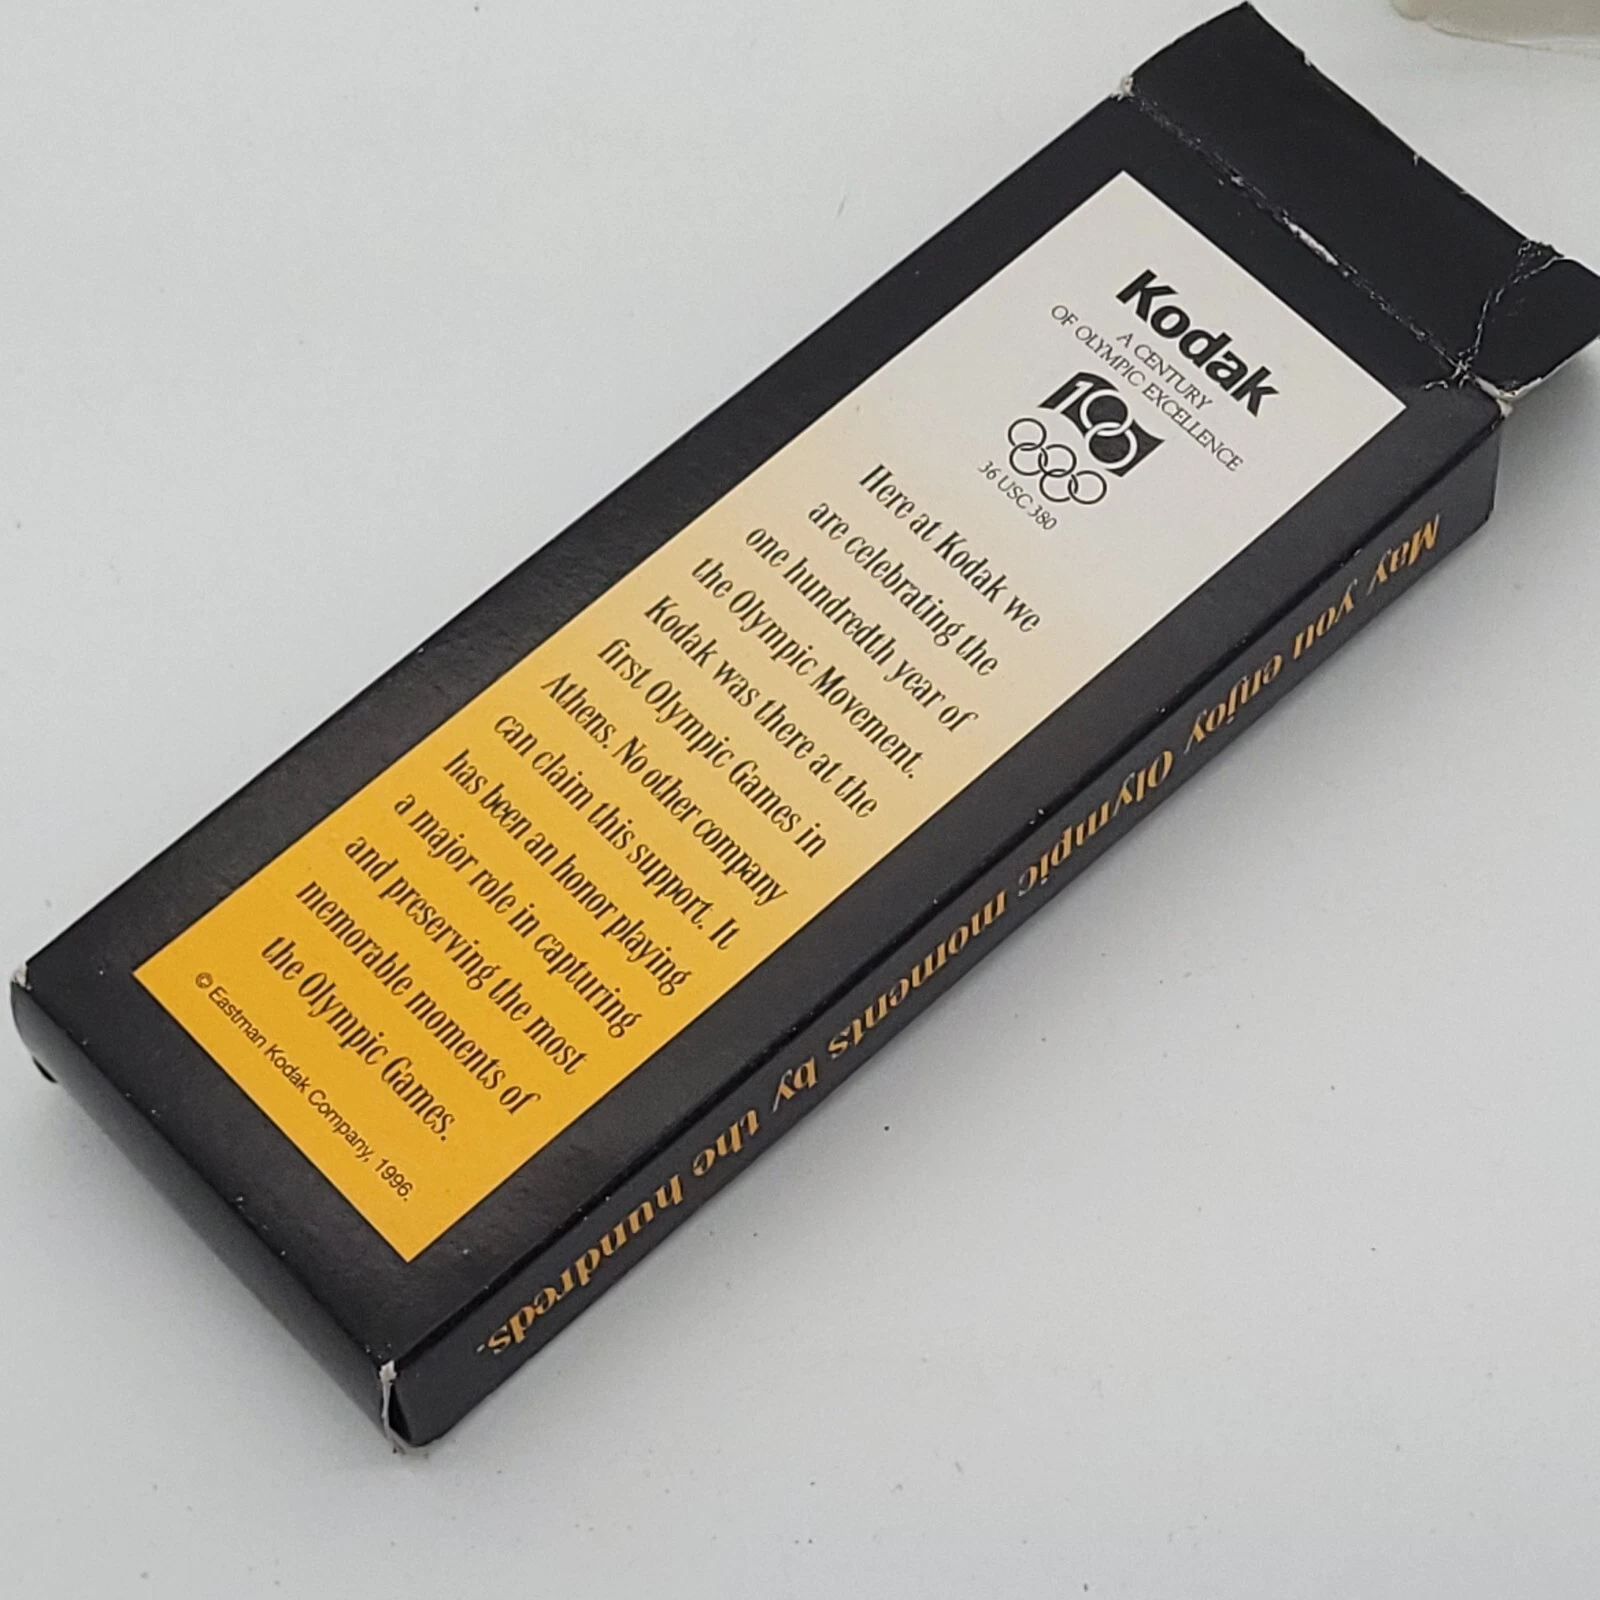 Kodak
A CENTURY
OF OLYMPIC EXCELLENCE
100
36 USC 380
Here at Kodak we
are celebrating the
one hundredth year of
the Olympic Movement.
Kodak was there at the
first Olympic Games in
Athens. No other company
can claim this support. It
has been an honor playing
a major role in capturing
and preserving the most
memorable moments of
the Olympic Games.
© Eastman Kodak Company, 1996.
May you enjoy Olympic moments by the hundreds.